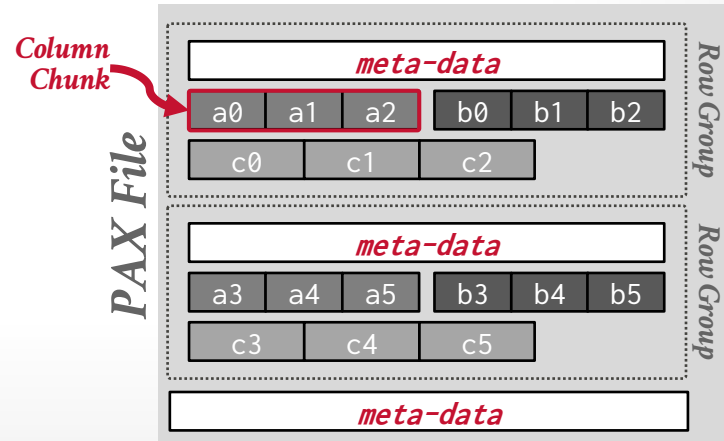 Column
Chunk
PAX File
meta-data
a0 a1 a2 b0 b1 b2
c0 c1 c2
Row Group
meta-data
a3 a4 a5 b3 b4 b5
c3 c4 c5
Row Group
meta-data